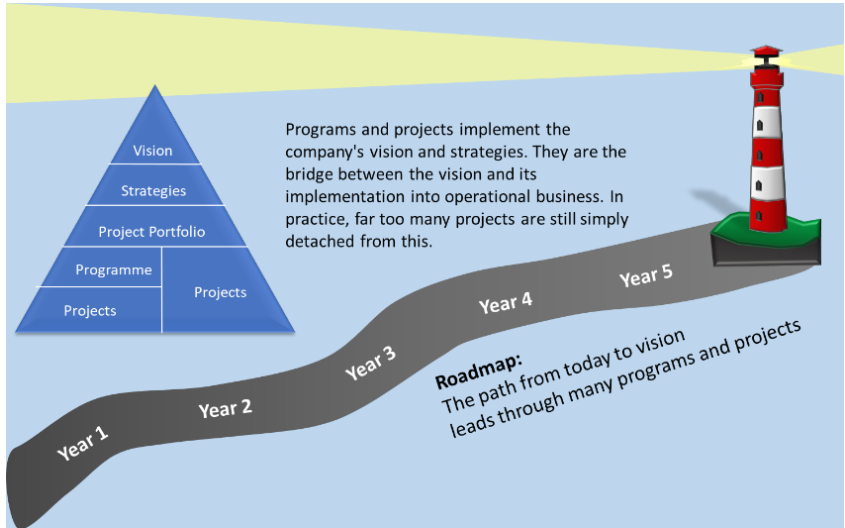 Vision
Strategies
Project Portfolio
Programme
Projects
Projects
Programs and projects implement the
company's vision and strategies. They are the
bridge between the vision and its
implementation into operational business. In
practice, far too many projects are still simply
detached from this.
Year 1
Year 2
Year 3
Year 4
Year 5
Roadmap:
The path from today to vision
leads through many programs and projects